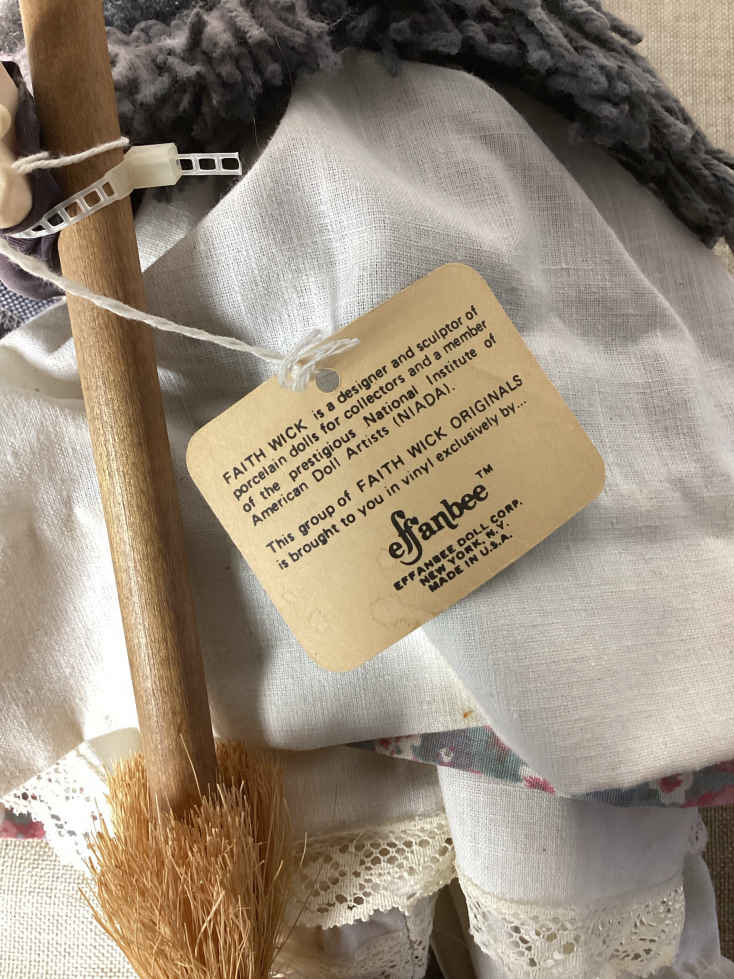 FAITH WICK is a designer and sculptor of
porcelain dolls for collectors and a member
of the prestigious National Institute of
American Doll Artists (NIADA).
This group of FAITH WICK ORIGINALS
is brought to you in vinyl exclusively by...
effanbee™
EFFANBEE DOLL CORP.
NEW YORK, N.Y.
MADE IN U.S.A.